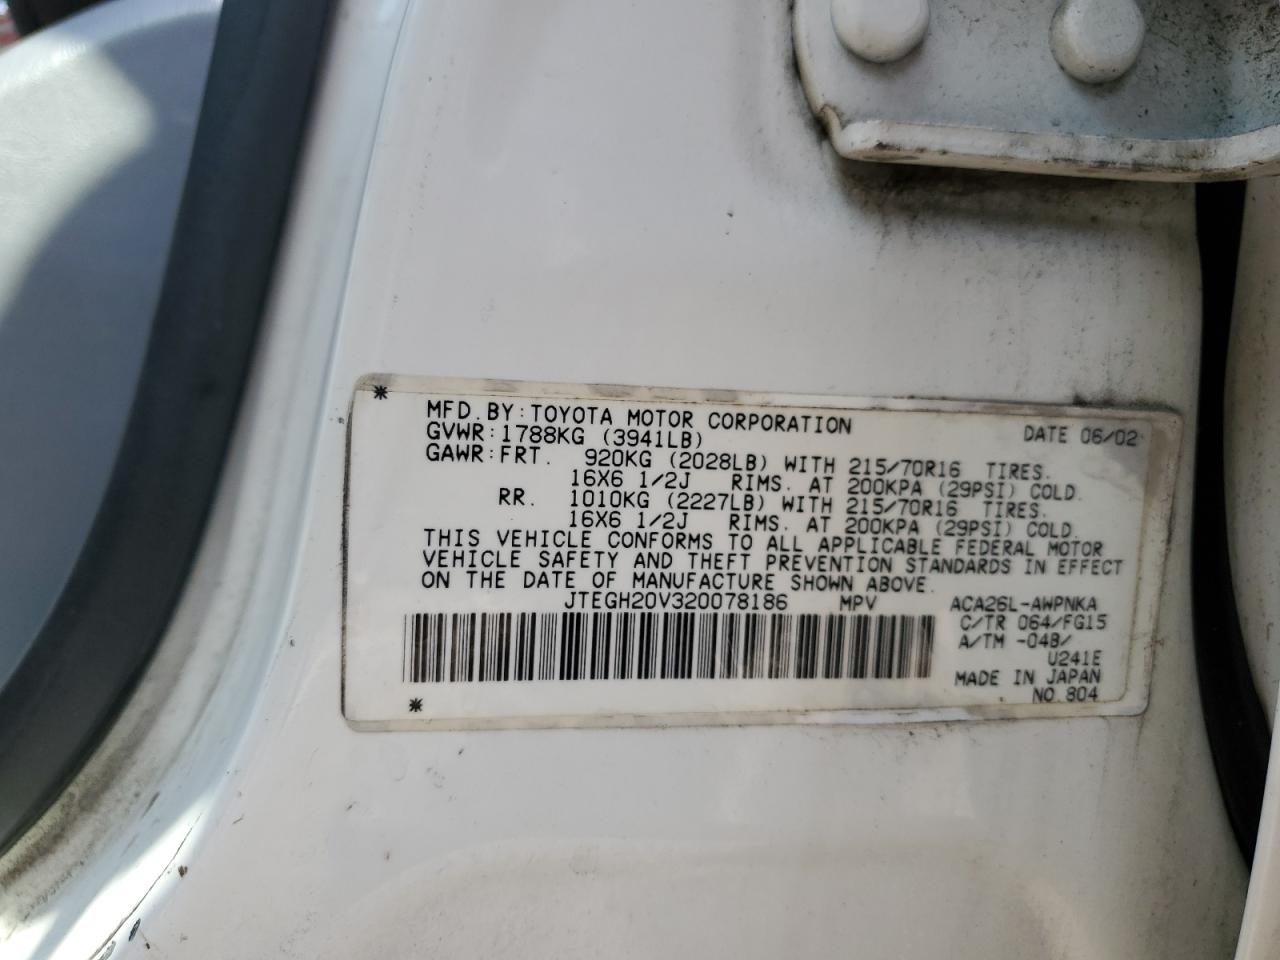 MFD. BY: TOYOTA MOTOR CORPORATION DATE 06/02
GVWR: 1788KG (3941LB)
GAWR: FRT. 920KG (2028LB) WITH 215/70R16 TIRES.
16X6 1/2J RIMS. AT 200KPA (29PSI) COLD.
RR. 1010KG (2227LB) WITH 215/70R16 TIRES.
16X6 1/2J RIMS. AT 200KPA (29PSI) COLD.
THIS VEHICLE CONFORMS TO ALL APPLICABLE FEDERAL MOTOR
VEHICLE SAFETY AND THEFT PREVENTION STANDARDS IN EFFECT
ON THE DATE OF MANUFACTURE SHOWN ABOVE.
JTEGH20V320078186 MPV ACA26L-AWPNKA
C/TR 064/FG15
A/TM -04B/
U241E
MADE IN JAPAN
NO.804